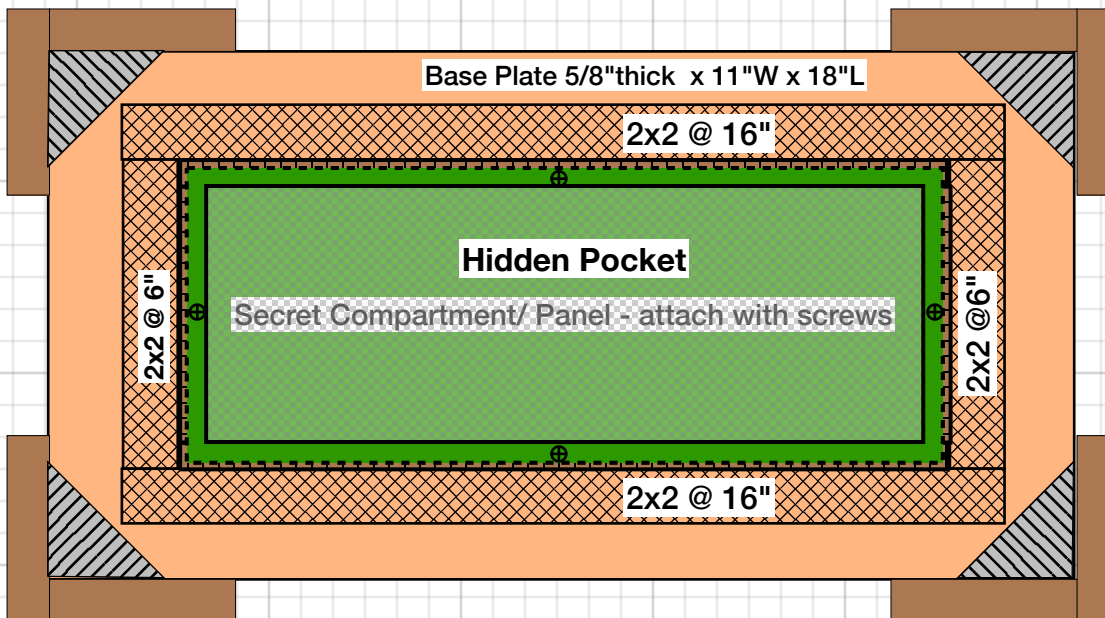 Base Plate 5/8"thick  x 11"W x 18"L
2x2 @ 16"
Hidden Pocket
Secret Compartment/ Panel - attach with screws
2x2 @ 6"
2x2 @6"
2x2 @ 16"